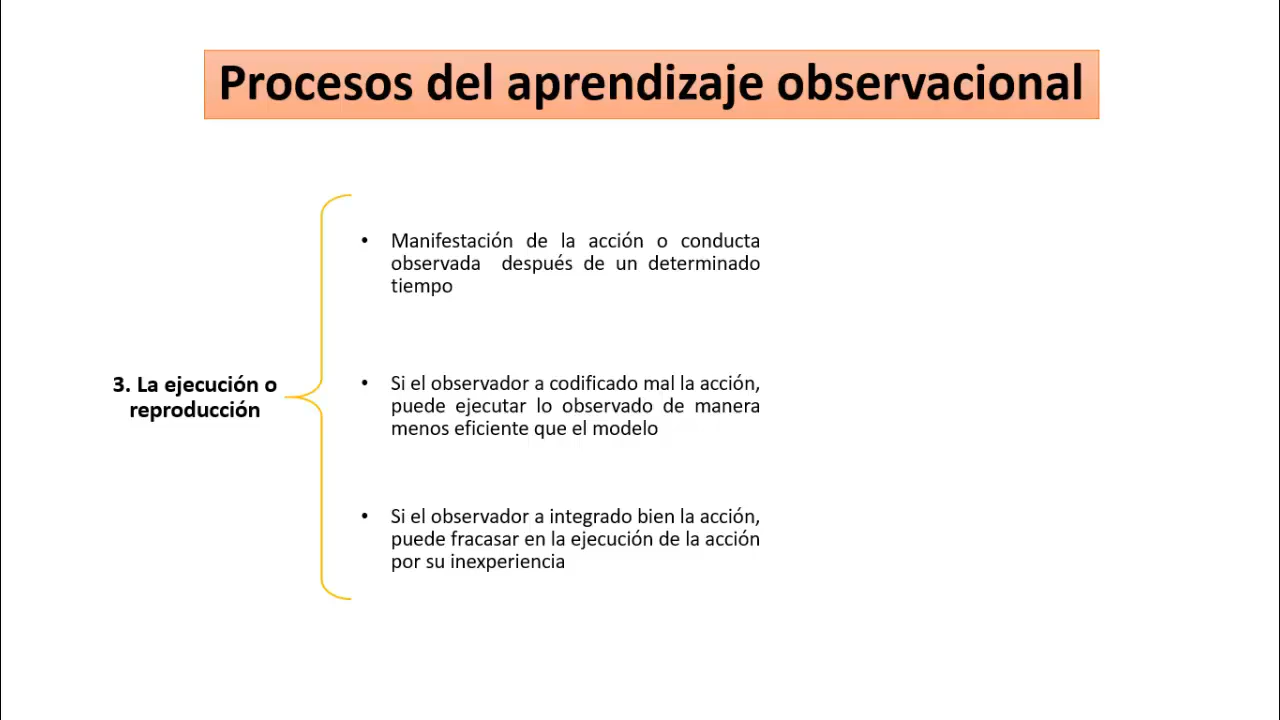 Procesos del aprendizaje observacional
3. La ejecución o
reproducción
• Manifestación de la acción o conducta
observada después de un determinado
tiempo
• Si el observador a codificado mal la acción,
puede ejecutar lo observado de manera
menos eficiente que el modelo
• Si el observador a integrado bien la acción,
puede fracasar en la ejecución de la acción
por su inexperiencia